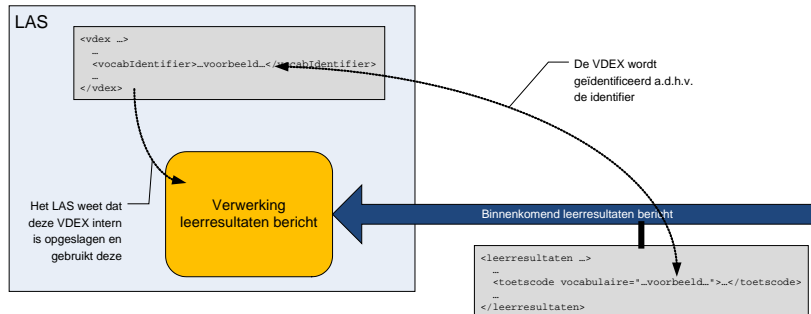 LAS
<vdex …>
…
<vocabIdentifier>…voorbeeld…</vocabIdentifier>
…
</vdex>
De VDEX wordt
geïdentificeerd a.d.h.v.
de identifier
Het LAS weet dat
deze VDEX intern
is opgeslagen en
gebruikt deze
Verwerking
leerresultaten bericht
Binnenkomend leerresultaten bericht
<leerresultaten …>
…
<toetscode vocabulaire="…voorbeeld…">…</toetscode>
…
</leerresultaten>